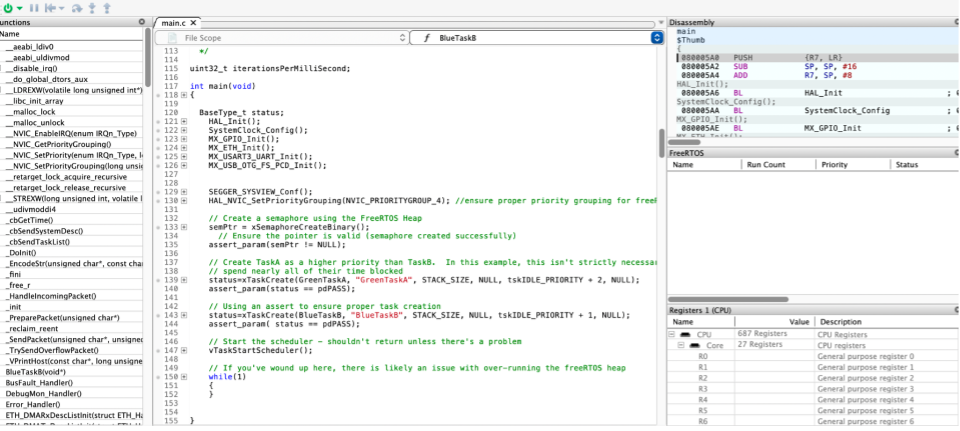 unctions
Name
__aeabi_ldiv0
__aeabi_uldivmod
__disable_irq()
__do_global_dtors_aux
__LDREXW(volatile long unsigned int*)
__libc_init_array
__malloc_lock
__malloc_unlock
__NVIC_EnableIRQ(enum IRQn_Type)
__NVIC_GetPriorityGrouping()
__NVIC_SetPriority(enum IRQn_Type, l
__NVIC_SetPriorityGrouping(long unsig
__retarget_lock_acquire_recursive
__retarget_lock_release_recursive
__STREXW(long unsigned int, volatile l
__udivmoddi4
_cbGetTime()
_cbSendSystemDesc()
_cbSendTaskList()
_DoInit()
_EncodeStr(unsigned char*, const char
_fini
_free_r
_HandleIncomingPacket()
_init
_PreparePacket(unsigned char*)
_reclaim_reent
_SendPacket(unsigned char*, unsigned
_TrySendOverflowPacket()
_VPrintHost(const char*, long unsigned
BlueTaskB(void*)
BusFault_Handler()
DebugMon_Handler()
Error_Handler()
ETH_DMARxDescListInit(struct ETH_Ha
main.c
File Scope
f BlueTaskB
113 */
114
115 uint32_t iterationsPerMilliSecond;
116
117 int main(void)
118 {
119
120 BaseType_t status;
121 HAL_Init();
122 SystemClock_Config();
123 MX_GPIO_Init();
124 MX_ETH_Init();
125 MX_USART3_UART_Init();
126 MX_USB_OTG_FS_PCD_Init();
127
128
129 SEGGER_SYSVIEW_Conf();
130 HAL_NVIC_SetPriorityGrouping(NVIC_PRIORITYGROUP_4); //ensure proper priority grouping for freeR
131
132 // Create a semaphore using the FreeRTOS Heap
133 semPtr = xSemaphoreCreateBinary();
134 // Ensure the pointer is valid (semaphore created successfully)
135 assert_param(semPtr != NULL);
136
137 // Create TaskA as a higher priority than TaskB. In this example, this isn't strictly necessar
138 // spend nearly all of their time blocked
139 status=xTaskCreate(GreenTaskA, "GreenTaskA", STACK_SIZE, NULL, tskIDLE_PRIORITY + 2, NULL);
140 assert_param(status == pdPASS);
141
142 // Using an assert to ensure proper task creation
143 status=xTaskCreate(BlueTaskB, "BlueTaskB", STACK_SIZE, NULL, tskIDLE_PRIORITY + 1, NULL);
144 assert_param( status == pdPASS);
145
146 // Start the scheduler - shouldn't return unless there's a problem
147 vTaskStartScheduler();
148
149 // If you've wound up here, there is likely an issue with over-running the freeRTOS heap
150 while(1)
151 {
152 }
153
154
155 }
Disassembly
main
$Thumb
{
080005A0 PUSH {R7, LR}
080005A2 SUB SP, SP, #16
080005A4 ADD R7, SP, #8
HAL_Init();
080005A6 BL HAL_Init ;
SystemClock_Config();
080005AA BL SystemClock_Config ;
MX_GPIO_Init();
080005AE BL MX_GPIO_Init ;
FreeRTOS
Name Run Count Priority Status
Registers 1 (CPU)
Name Value Description
CPU 687 Registers CPU Registers
Core 27 Registers CPU registers
R0 General purpose register 0
R1 General purpose register 1
R2 General purpose register 2
R3 General purpose register 3
R4 General purpose register 4
R5 General purpose register 5
R6 General purpose register 6